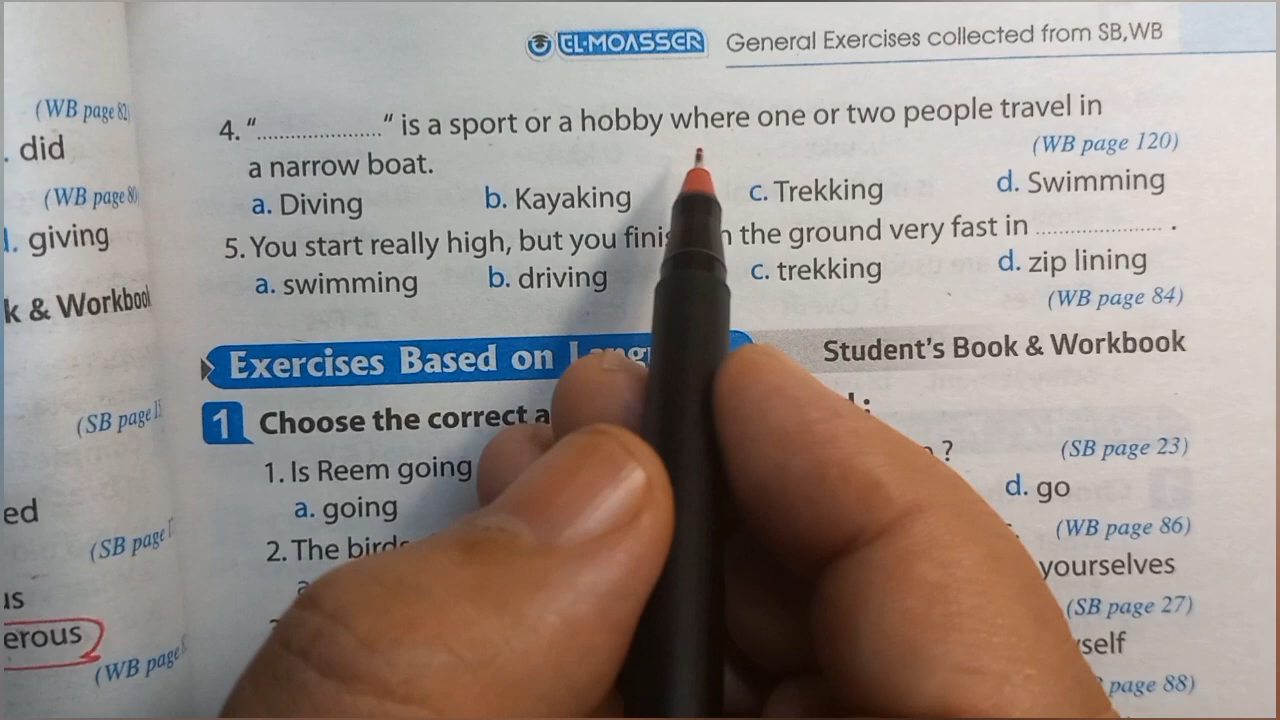 EL-MOASSER General Exercises collected from SB,WB
(WB page 82)
. did
(WB page 80)
giving
k & Workbook
(SB page
ed
(SB page
us
erous
(WB page
4. "....................." is a sport or a hobby where one or two people travel in
a narrow boat.
(WB page 120)
a. Diving b. Kayaking c. Trekking d. Swimming
5. You start really high, but you finish on the ground very fast in ..................... .
a. swimming b. driving c. trekking d. zip lining
(WB page 84)
Exercises Based on Student's Book & Workbook
1 Choose the correct
1. Is Reem going ?
(SB page 23)
a. going d. go
2. The birds
(WB page 86)
yourselves
(SB page 27)
page 88)